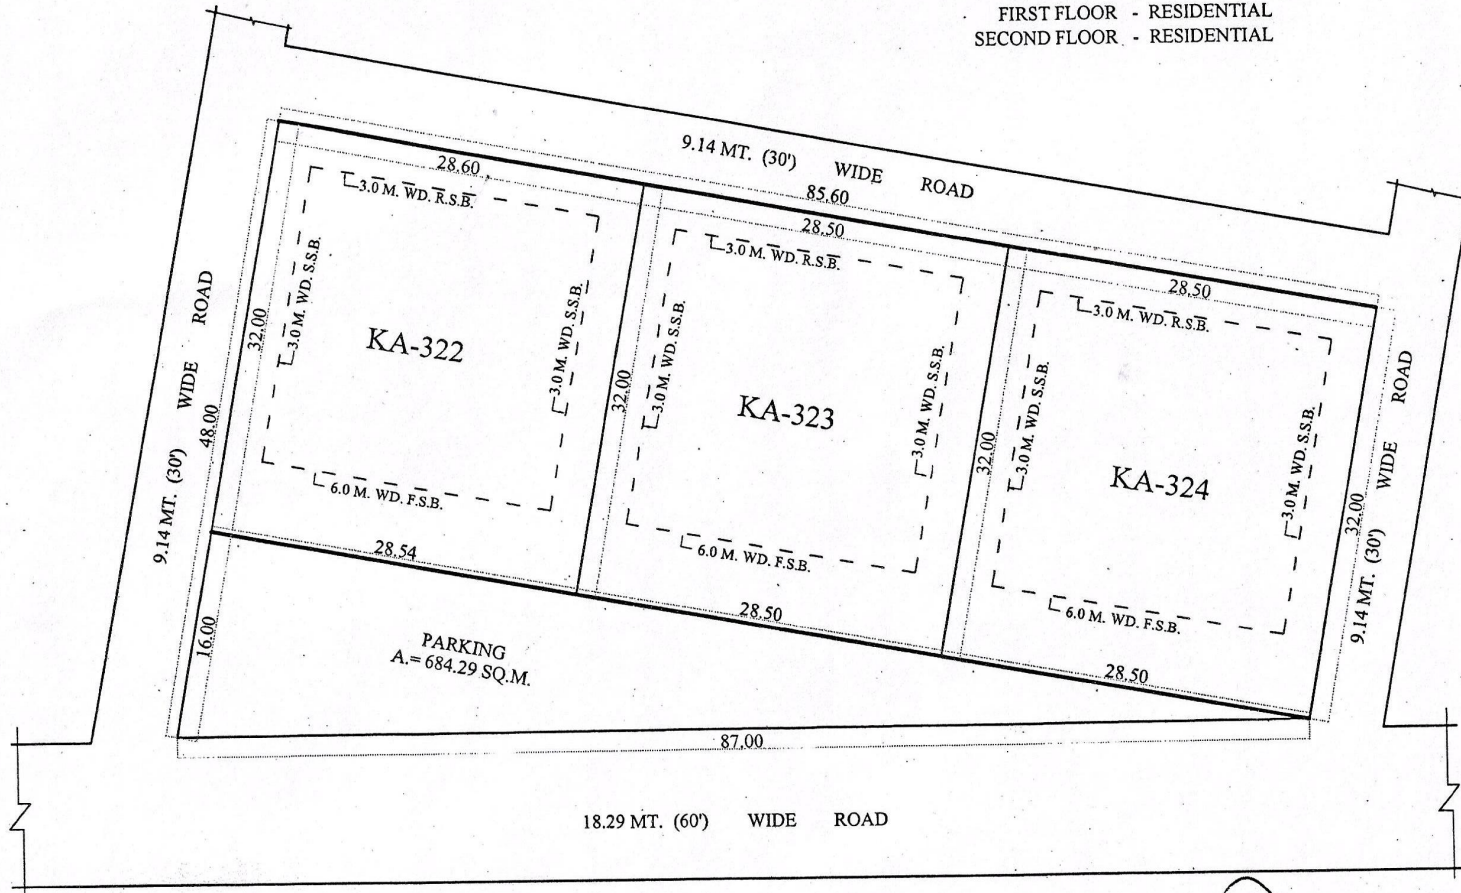 FIRST FLOOR - RESIDENTIAL
SECOND FLOOR - RESIDENTIAL
9.14 MT. (30') WIDE ROAD
85.60
28.60
28.50
28.50
3.0 M. WD. R.S.B.
3.0 M. WD. R.S.B.
3.0 M. WD. R.S.B.
9.14 MT. (30') WIDE ROAD
48.00
32.00
3.0 M. WD. S.S.B.
KA-322
3.0 M. WD. S.S.B.
6.0 M. WD. F.S.B.
28.54
32.00
3.0 M. WD. S.S.B.
KA-323
3.0 M. WD. S.S.B.
6.0 M. WD. F.S.B.
28.50
32.00
3.0 M. WD. S.S.B.
KA-324
3.0 M. WD. S.S.B.
6.0 M. WD. F.S.B.
28.50
32.00
9.14 MT. (30') WIDE ROAD
16.00
PARKING
A.= 684.29 SQ.M.
87.00
18.29 MT. (60') WIDE ROAD